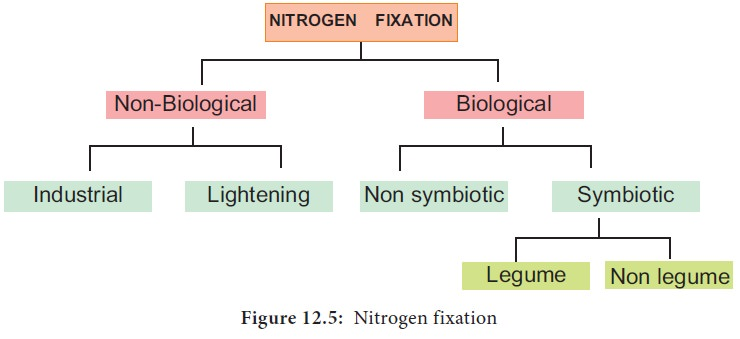 NITROGEN FIXATION
Non-Biological Biological
Industrial Lightening Non symbiotic Symbiotic
Legume Non legume
Figure 12.5: Nitrogen fixation